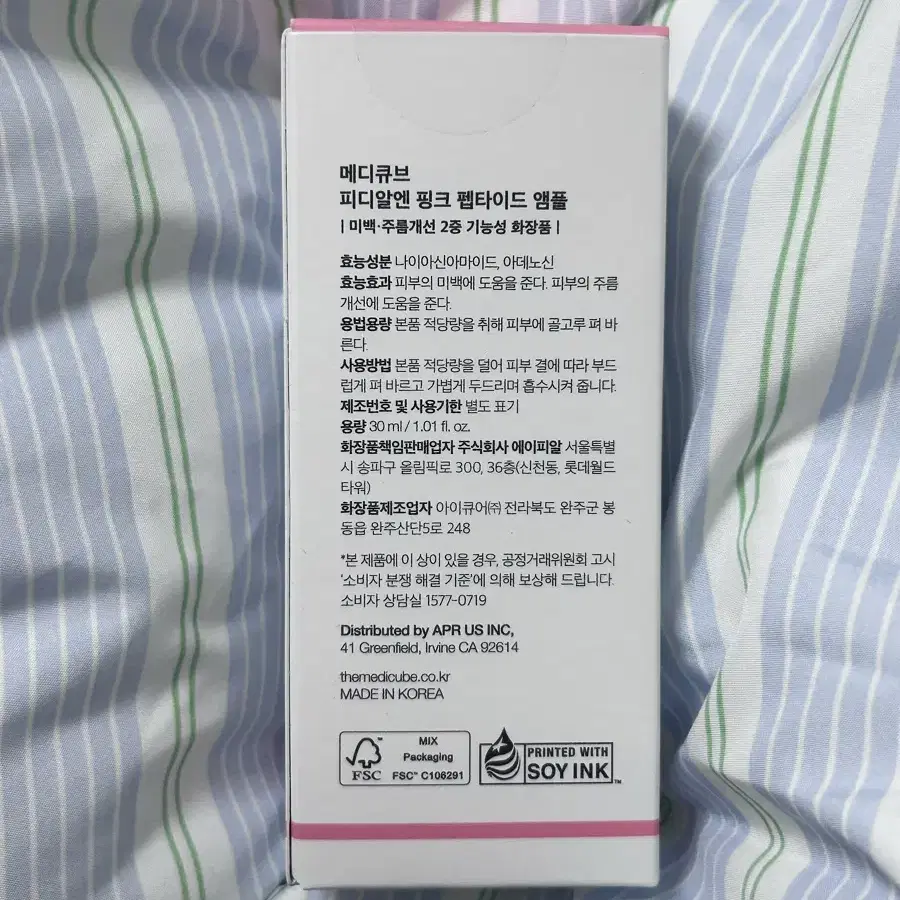 메디큐브
피디알엔 핑크 펩타이드 앰플
| 미백·주름개선 2중 기능성 화장품 |
효능성분 나이아신아마이드, 아데노신
효능효과 피부의 미백에 도움을 준다. 피부의 주름
개선에 도움을 준다.
용법용량 본품 적당량을 취해 피부에 골고루 펴 바
른다.
사용방법 본품 적당량을 덜어 피부 결에 따라 부드
럽게 펴 바르고 가볍게 두드리며 흡수시켜 줍니다.
제조번호 및 사용기한 별도 표기
용량 30 ml / 1.01 fl. oz.
화장품책임판매업자 주식회사 에이피알 서울특별
시 송파구 올림픽로 300, 36층(신천동, 롯데월드
타워)
화장품제조업자 아이큐어㈜ 전라북도 완주군 봉
동읍 완주산단5로 248
*본 제품에 이 상이 있을 경우, 공정거래위원회 고시
'소비자 분쟁 해결 기준'에 의해 보상해 드립니다.
소비자 상담실 1577-0719
Distributed by APR US INC,
41 Greenfield, Irvine CA 92614
themedicube.co.kr
MADE IN KOREA
FSC
MIX
Packaging
FSC™ C106291
PRINTED WITH
SOY INK™